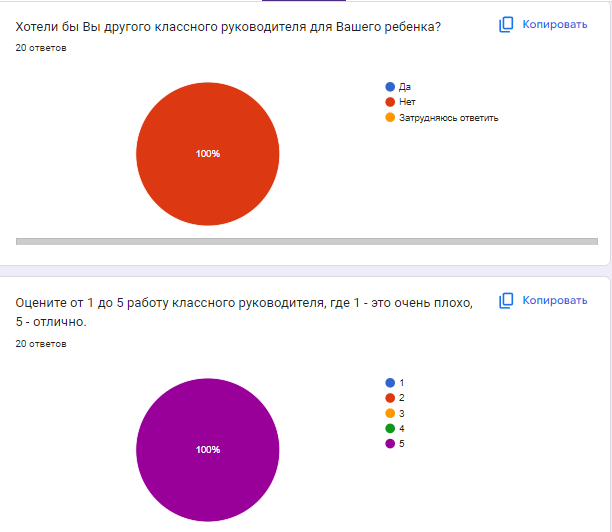 Хотели бы Вы другого классного руководителя для Вашего ребенка?
Копировать
20 ответов
100%
Да
Нет
Затрудняюсь ответить
Оцените от 1 до 5 работу классного руководителя, где 1 - это очень плохо,
5 - отлично.
Копировать
20 ответов
100%
1
2
3
4
5